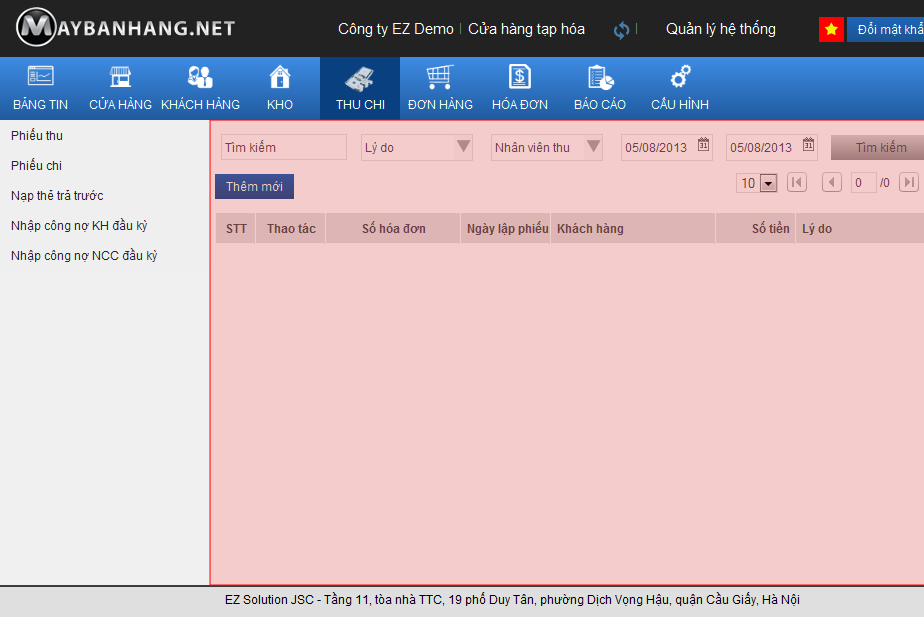 MAYBANHANG.NET Công ty EZ Demo Cửa hàng tạp hóa Quản lý hệ thống Đổi mật khẩ
BẢNG TIN CỬA HÀNG KHÁCH HÀNG KHO THU CHI ĐƠN HÀNG HÓA ĐƠN BÁO CÁO CẤU HÌNH
Phiếu thu
Phiếu chi
Nạp thẻ trả trước
Nhập công nợ KH đầu kỳ
Nhập công nợ NCC đầu kỳ
Tìm kiếm Lý do Nhân viên thu 05/08/2013 05/08/2013 Tìm kiếm
Thêm mới 10 0 /0
STT Thao tác Số hóa đơn Ngày lập phiếu Khách hàng Số tiền Lý do
EZ Solution JSC - Tầng 11, tòa nhà TTC, 19 phố Duy Tân, phường Dịch Vọng Hậu, quận Cầu Giấy, Hà Nội